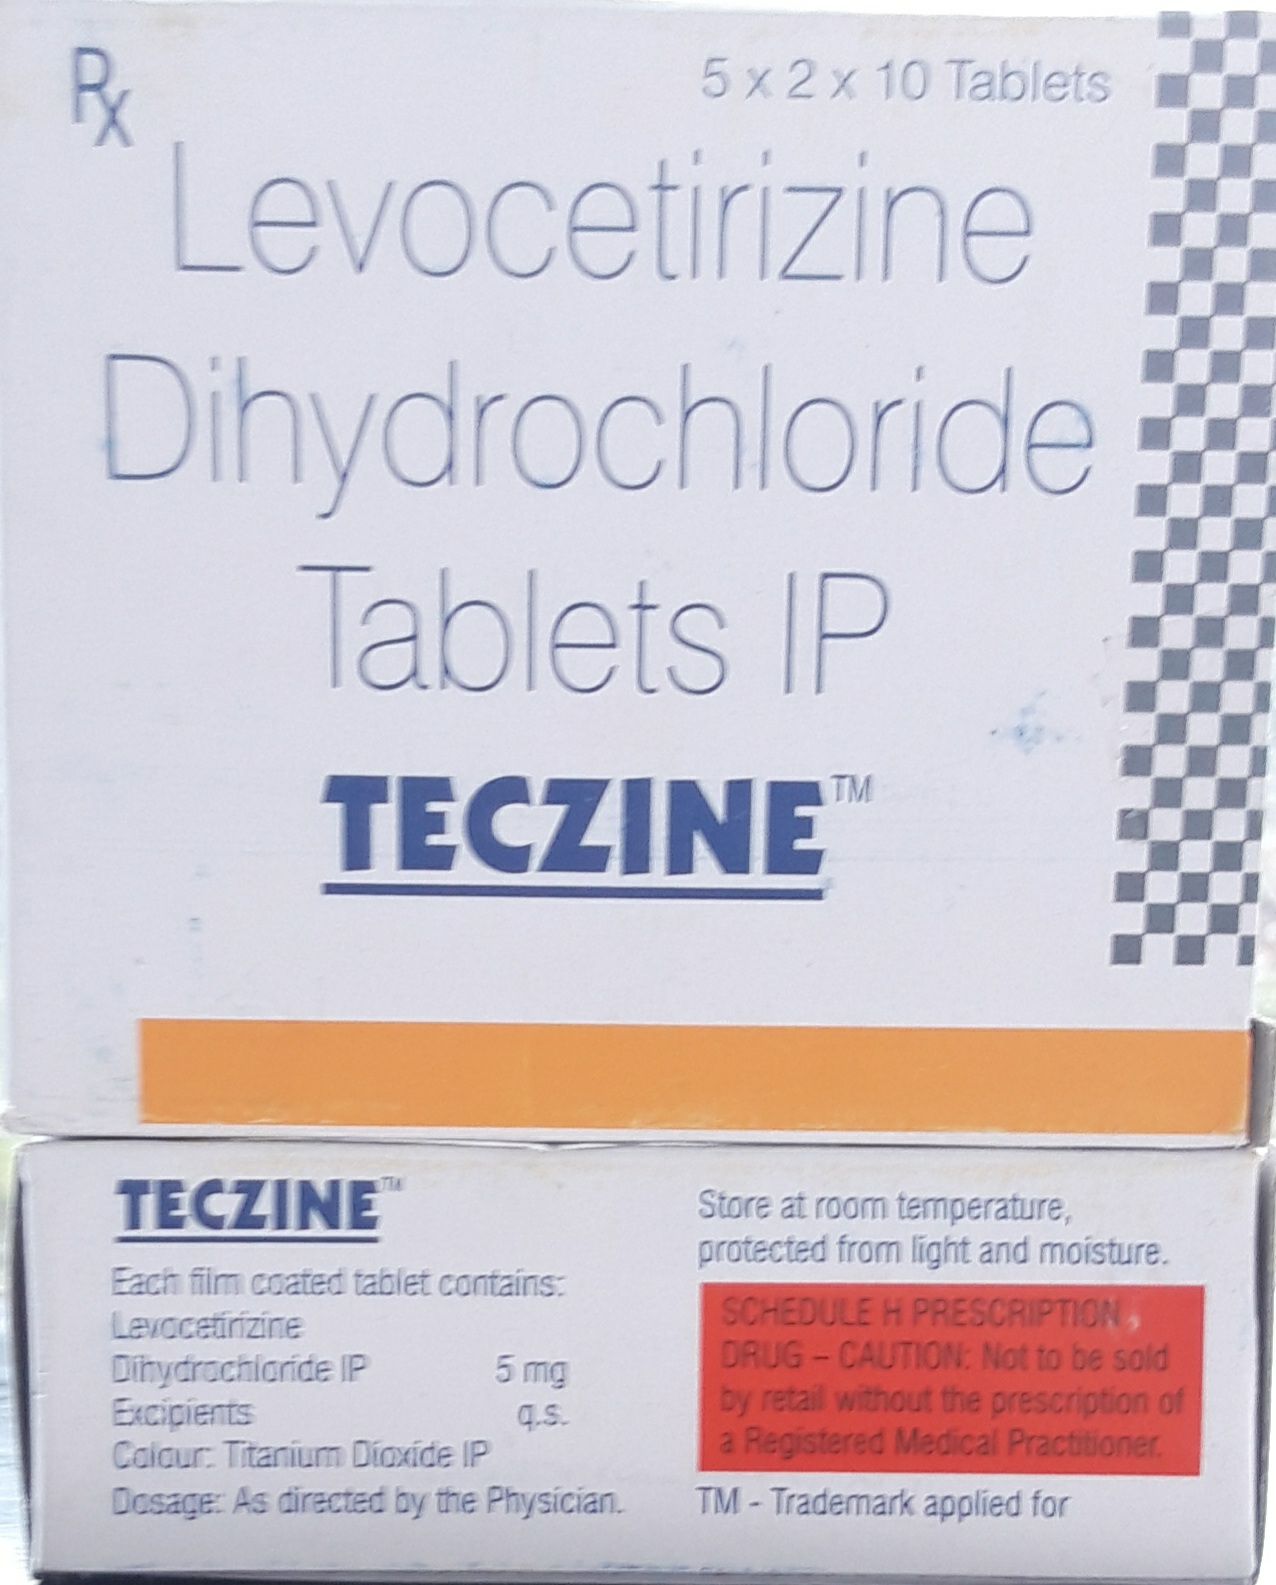 Rx
5 x 2 x 10 Tablets
Levocetirizine
Dihydrochloride
Tablets IP
TECZINE™
TECZINE™
Each film coated tablet contains:
Levocetirizine
Dihydrochloride IP 5 mg
Excipients q.s.
Colour: Titanium Dioxide IP
Dosage: As directed by the Physician.
Store at room temperature,
protected from light and moisture.
SCHEDULE H PRESCRIPTION
DRUG – CAUTION: Not to be sold
by retail without the prescription of
a Registered Medical Practitioner.
TM - Trademark applied for